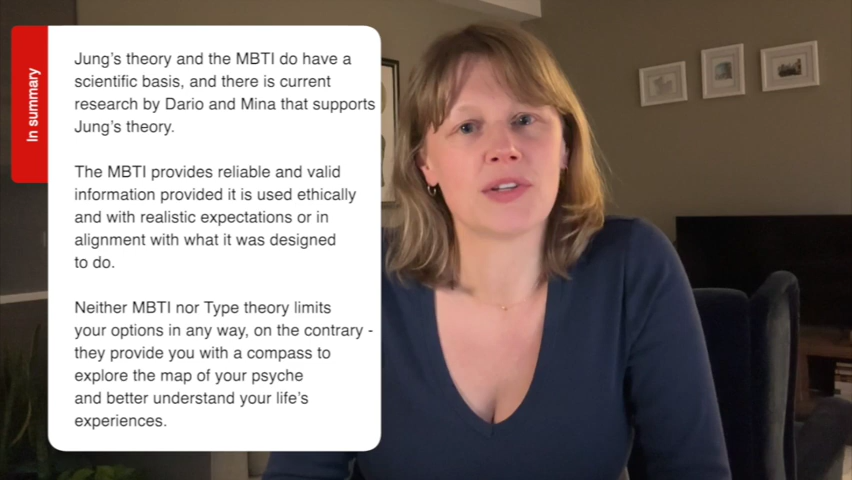 In summary
Jung's theory and the MBTI do have a
scientific basis, and there is current
research by Dario and Mina that supports
Jung's theory.
The MBTI provides reliable and valid
information provided it is used ethically
and with realistic expectations or in
alignment with what it was designed
to do.
Neither MBTI nor Type theory limits
your options in any way, on the contrary -
they provide you with a compass to
explore the map of your psyche
and better understand your life's
experiences.